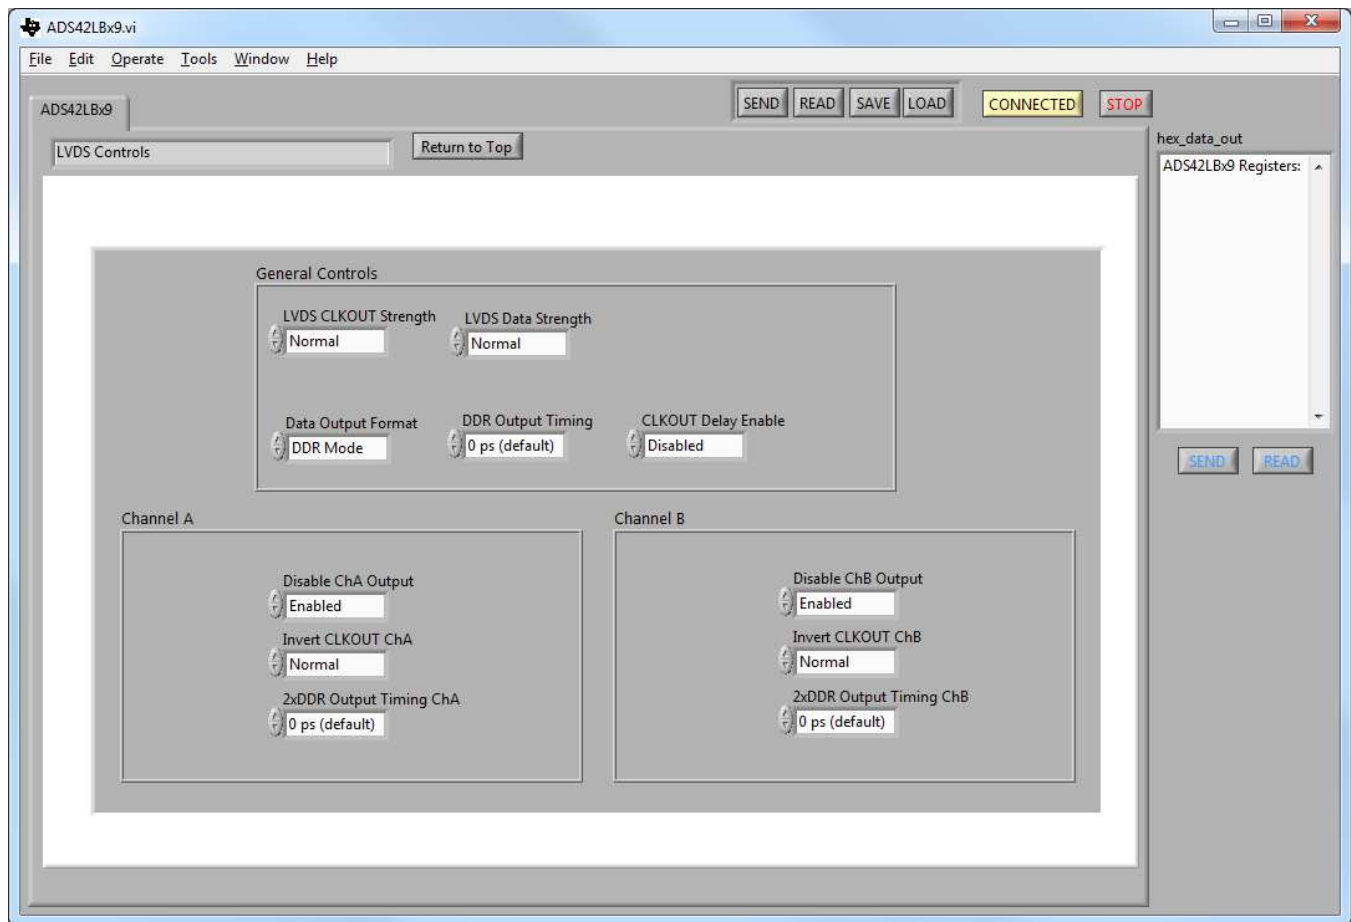 ADS42LBx9.vi
File Edit Operate Tools Window Help
SEND READ SAVE LOAD CONNECTED STOP
ADS42LBx9
LVDS Controls
Return to Top
hex_data_out
ADS42LBx9 Registers:
SEND READ
General Controls
LVDS CLKOUT Strength
Normal
LVDS Data Strength
Normal
Data Output Format
DDR Mode
DDR Output Timing
0 ps (default)
CLKOUT Delay Enable
Disabled
Channel A
Disable ChA Output
Enabled
Invert CLKOUT ChA
Normal
2xDDR Output Timing ChA
0 ps (default)
Channel B
Disable ChB Output
Enabled
Invert CLKOUT ChB
Normal
2xDDR Output Timing ChB
0 ps (default)